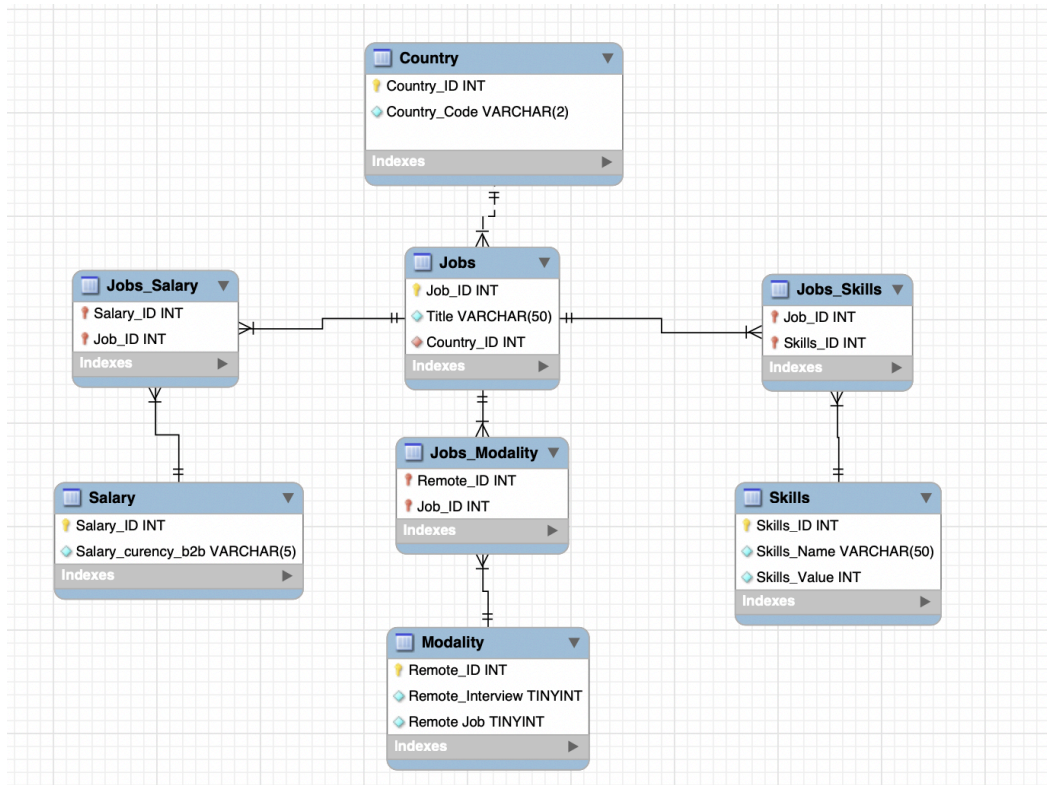 Country
Country_ID INT
Country_Code VARCHAR(2)
Indexes
Jobs_Salary
Salary_ID INT
Job_ID INT
Indexes
Jobs
Job_ID INT
Title VARCHAR(50)
Country_ID INT
Indexes
Jobs_Skills
Job_ID INT
Skills_ID INT
Indexes
Jobs_Modality
Remote_ID INT
Job_ID INT
Indexes
Salary
Salary_ID INT
Salary_curency_b2b VARCHAR(5)
Indexes
Skills
Skills_ID INT
Skills_Name VARCHAR(50)
Skills_Value INT
Indexes
Modality
Remote_ID INT
Remote_Interview TINYINT
Remote Job TINYINT
Indexes